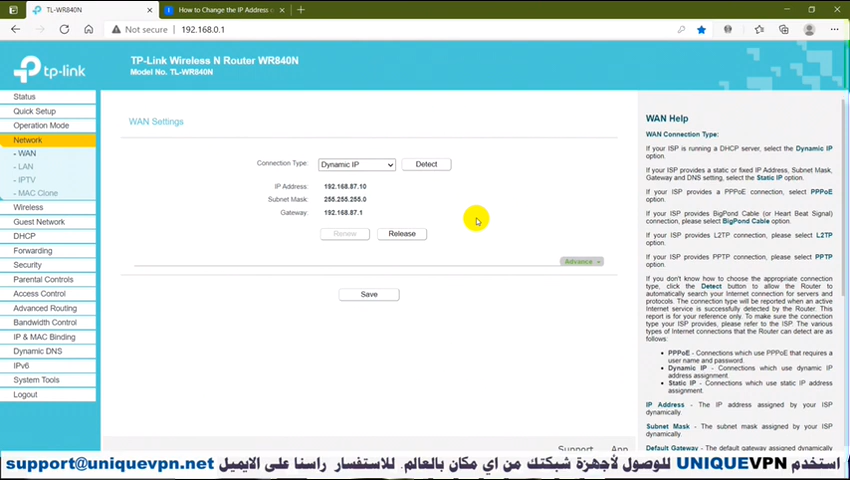 TL-WR840N
How to Change the IP Address o
Not secure
192.168.0.1
tp-link
TP-Link Wireless N Router WR840N
Model No. TL-WR840N
Status
Quick Setup
Operation Mode
Network
- WAN
- LAN
- IPTV
- MAC Clone
Wireless
Guest Network
DHCP
Forwarding
Security
Parental Controls
Access Control
Advanced Routing
Bandwidth Control
IP & MAC Binding
Dynamic DNS
IPv6
System Tools
Logout
WAN Settings
Connection Type: Dynamic IP Detect
IP Address: 192.168.87.10
Subnet Mask: 255.255.255.0
Gateway: 192.168.87.1
Renew Release
Advance
Save
WAN Help
WAN Connection Type:
If your ISP is running a DHCP server, select the Dynamic IP
option.
If your ISP provides a static or fixed IP Address, Subnet Mask,
Gateway and DNS setting, select the Static IP option.
If your ISP provides a PPPoE connection, select PPPoE
option.
If your ISP provides BigPond Cable (or Heart Beat Signal)
connection, please select BigPond Cable option.
If your ISP provides L2TP connection, please select L2TP
option.
If your ISP provides PPTP connection, please select PPTP
option.
If you don't know how to choose the appropriate connection
type, click the Detect button to allow the Router to
automatically search your Internet connection for servers and
protocols. The connection type will be reported when an active
Internet service is successfully detected by the Router. This
report is for your reference only. To make sure the connection
type your ISP provides, please refer to the ISP. The various
types of Internet connections that the Router can detect are as
follows:
PPPoE - Connections which use PPPoE that requires a
user name and password.
Dynamic IP - Connections which use dynamic IP
address assignment.
Static IP - Connections which use static IP address
assignment.
IP Address - The IP address assigned by your ISP
dynamically.
Subnet Mask - The subnet mask assigned by your ISP
dynamically.
Default Gateway - The default gateway assigned dynamically
Support App
استخدم UNIQUEVPN للوصول لأجهزة شبكتك من اي مكان بالعالم. للاستفسار راسنا على الايميل support@uniquevpn.net